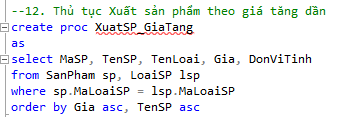 --12. Thủ tục Xuất sản phẩm theo giá tăng dần
create proc XuatSP_GiaTang
as
select MaSP, TenSP, TenLoai, Gia, DonViTinh
from SanPham sp, LoaiSP lsp
where sp.MaLoaiSP = lsp.MaLoaiSP
order by Gia asc, TenSP asc